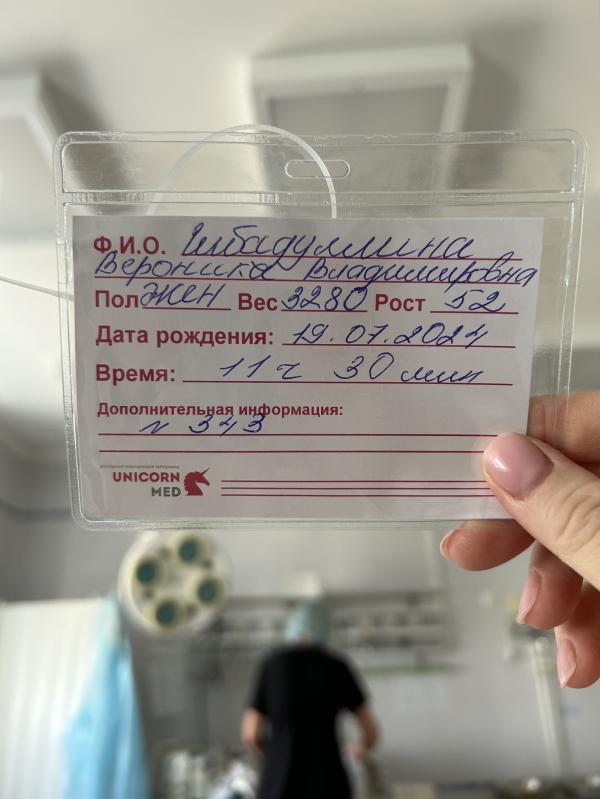 Ф.И.О. Шибадуллина
Вероника Владимировна
Пол жен Вес 3280 Рост 52
Дата рождения: 19.07.2024
Время: 11 ч 30 мин
Дополнительная информация:
N 343
UNICORN
MED